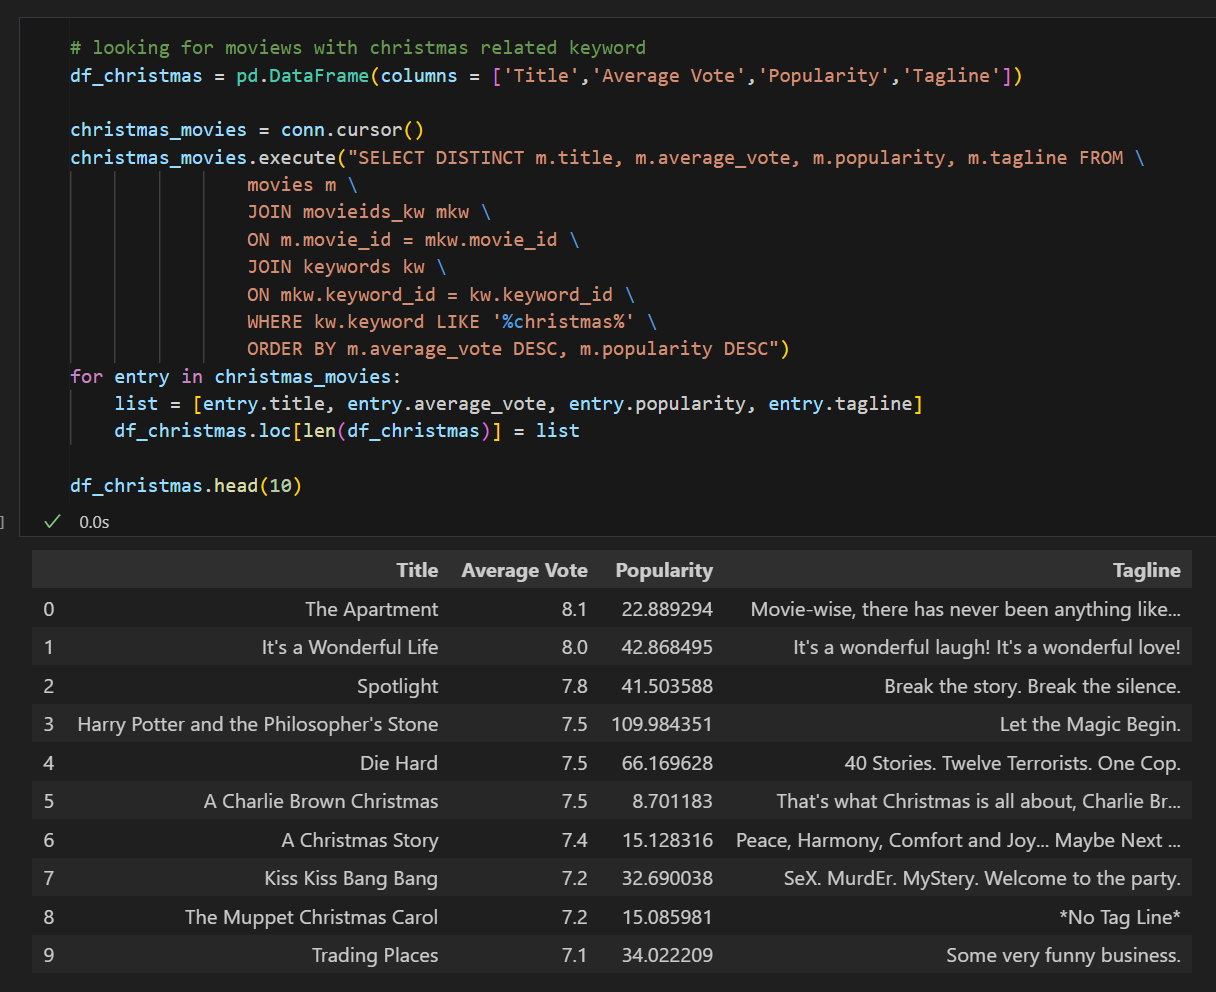 # looking for moviews with christmas related keyword
df_christmas = pd.DataFrame(columns = ['Title','Average Vote','Popularity','Tagline'])
christmas_movies = conn.cursor()
christmas_movies.execute("SELECT DISTINCT m.title, m.average_vote, m.popularity, m.tagline FROM \
movies m \
JOIN movieids_kw mkw \
ON m.movie_id = mkw.movie_id \
JOIN keywords kw \
ON mkw.keyword_id = kw.keyword_id \
WHERE kw.keyword LIKE '%christmas%' \
ORDER BY m.average_vote DESC, m.popularity DESC")
for entry in christmas_movies:
list = [entry.title, entry.average_vote, entry.popularity, entry.tagline]
df_christmas.loc[len(df_christmas)] = list
df_christmas.head(10)
] ✓ 0.0s
Title Average Vote Popularity Tagline
0 The Apartment 8.1 22.889294 Movie-wise, there has never been anything like...
1 It's a Wonderful Life 8.0 42.868495 It's a wonderful laugh! It's a wonderful love!
2 Spotlight 7.8 41.503588 Break the story. Break the silence.
3 Harry Potter and the Philosopher's Stone 7.5 109.984351 Let the Magic Begin.
4 Die Hard 7.5 66.169628 40 Stories. Twelve Terrorists. One Cop.
5 A Charlie Brown Christmas 7.5 8.701183 That's what Christmas is all about, Charlie Br...
6 A Christmas Story 7.4 15.128316 Peace, Harmony, Comfort and Joy... Maybe Next ...
7 Kiss Kiss Bang Bang 7.2 32.690038 SeX. MurdEr. MyStery. Welcome to the party.
8 The Muppet Christmas Carol 7.2 15.085981 *No Tag Line*
9 Trading Places 7.1 34.022209 Some very funny business.